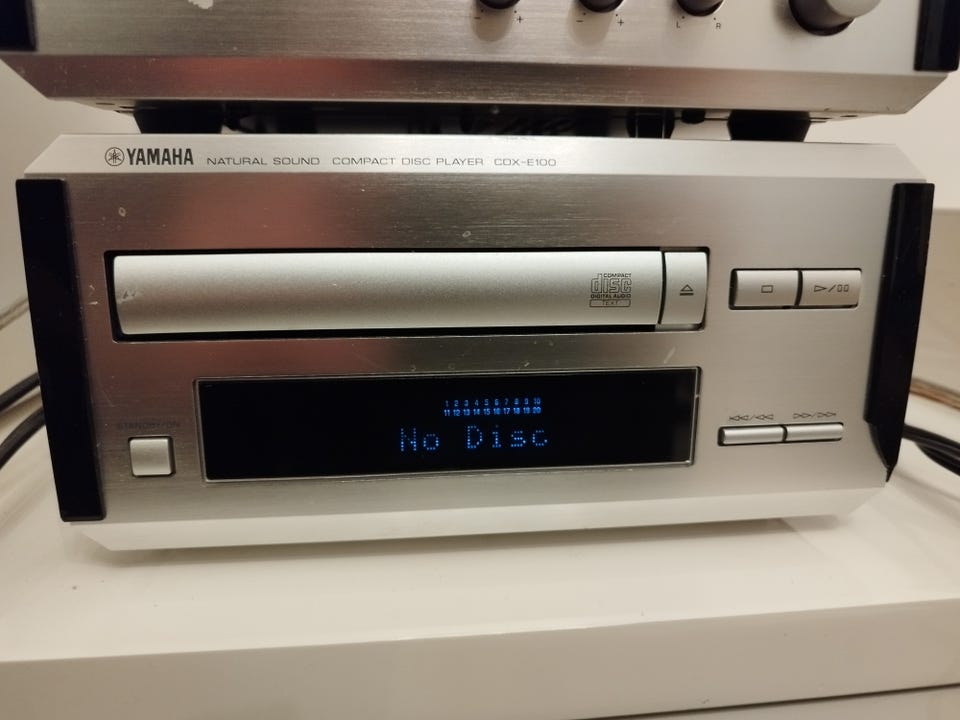 - + - + L R
YAMAHA NATURAL SOUND COMPACT DISC PLAYER CDX-E100
COMPACT
disc
DIGITAL AUDIO
TEXT
1 2 3 4 5 6 7 8 9 10
11 12 13 14 15 16 17 18 19 20
No Disc
STANDBY/ON